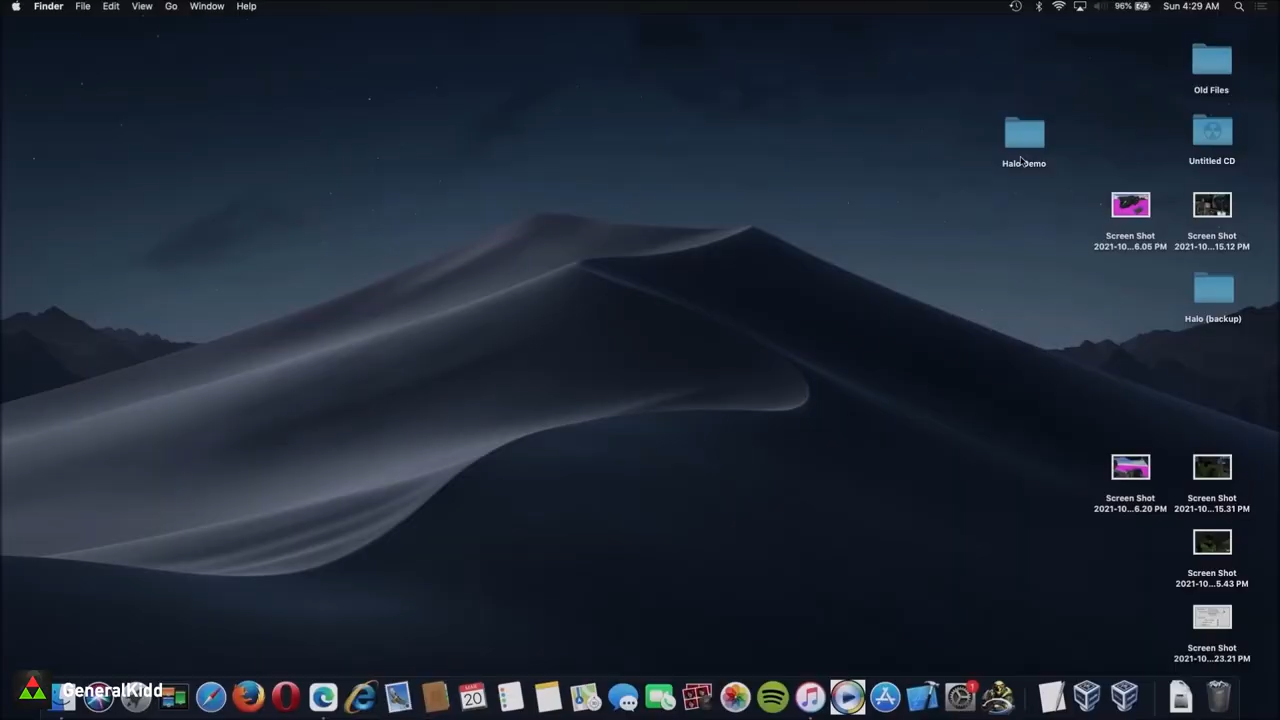 Finder File Edit View Go Window Help
96% Sun 4:29 AM
Old Files
Halo Demo
Untitled CD
Screen Shot
2021-10...6.05 PM
Screen Shot
2021-10...15.12 PM
Halo (backup)
Screen Shot
2021-10...6.20 PM
Screen Shot
2021-10...15.31 PM
Screen Shot
2021-10...5.43 PM
Screen Shot
2021-10...23.21 PM
GeneralKidd
20
1